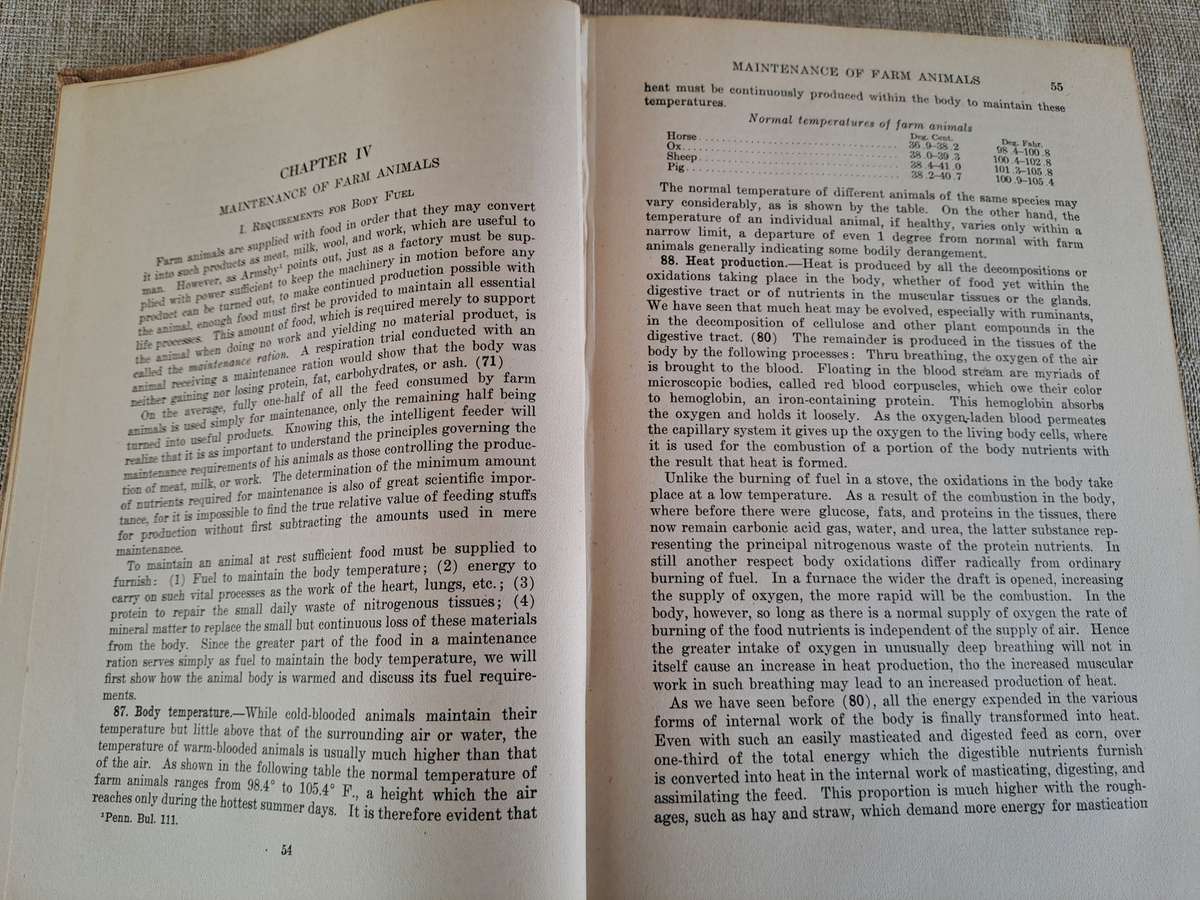 CHAPTER IV
MAINTENANCE OF FARM ANIMALS
I. REQUIREMENTS FOR BODY FUEL
Farm animals are supplied with food in order that they may convert
it into such products as meat, milk, wool, and work, which are useful to
man. However, as Armsby¹ points out, just as a factory must be sup-
plied with power sufficient to keep the machinery in motion before any
product can be turned out, to make continued production possible with
the animal, enough food must first be provided to maintain all essential
life processes. This amount of food, which is required merely to support
the animal when doing no work and yielding no material product, is
called the maintenance ration. A respiration trial conducted with an
animal receiving a maintenance ration would show that the body was
neither gaining nor losing protein, fat, carbohydrates, or ash. (71)
On the average, fully one-half of all the feed consumed by farm
animals is used simply for maintenance, only the remaining half being
turned into useful products. Knowing this, the intelligent feeder will
realize that it is as important to understand the principles governing the
maintenance requirements of his animals as those controlling the produc-
tion of meat, milk, or work. The determination of the minimum amount
of nutrients required for maintenance is also of great scientific impor-
tance, for it is impossible to find the true relative value of feeding stuffs
for production without first subtracting the amounts used in mere
maintenance.
To maintain an animal at rest sufficient food must be supplied to
furnish: (1) Fuel to maintain the body temperature; (2) energy to
carry on such vital processes as the work of the heart, lungs, etc.; (3)
protein to repair the small daily waste of nitrogenous tissues; (4)
mineral matter to replace the small but continuous loss of these materials
from the body. Since the greater part of the food in a maintenance
ration serves simply as fuel to maintain the body temperature, we will
first show how the animal body is warmed and discuss its fuel require-
ments.
87. Body temperature.—While cold-blooded animals maintain their
temperature but little above that of the surrounding air or water, the
temperature of warm-blooded animals is usually much higher than that
of the air. As shown in the following table the normal temperature of
farm animals ranges from 98.4° to 105.4° F., a height which the air
reaches only during the hottest summer days. It is therefore evident that
¹Penn. Bul. 111.
54
MAINTENANCE OF FARM ANIMALS 55
heat must be continuously produced within the body to maintain these
temperatures.
Normal temperatures of farm animals
Deg. Cent. Deg. Fahr.
Horse 36.9–38.2 98.4–100.8
Ox 38.0–39.3 100.4–102.8
Sheep 38.4–41.0 101.3–105.8
Pig 38.2–40.7 100.9–105.4
The normal temperature of different animals of the same species may
vary considerably, as is shown by the table. On the other hand, the
temperature of an individual animal, if healthy, varies only within a
narrow limit, a departure of even 1 degree from normal with farm
animals generally indicating some bodily derangement.
88. Heat production.—Heat is produced by all the decompositions or
oxidations taking place in the body, whether of food yet within the
digestive tract or of nutrients in the muscular tissues or the glands.
We have seen that much heat may be evolved, especially with ruminants,
in the decomposition of cellulose and other plant compounds in the
digestive tract. (80) The remainder is produced in the tissues of the
body by the following processes: Thru breathing, the oxygen of the air
is brought to the blood. Floating in the blood stream are myriads of
microscopic bodies, called red blood corpuscles, which owe their color
to hemoglobin, an iron-containing protein. This hemoglobin absorbs
the oxygen and holds it loosely. As the oxygen-laden blood permeates
the capillary system it gives up the oxygen to the living body cells, where
it is used for the combustion of a portion of the body nutrients with
the result that heat is formed.
Unlike the burning of fuel in a stove, the oxidations in the body take
place at a low temperature. As a result of the combustion in the body,
where before there were glucose, fats, and proteins in the tissues, there
now remain carbonic acid gas, water, and urea, the latter substance rep-
resenting the principal nitrogenous waste of the protein nutrients. In
still another respect body oxidations differ radically from ordinary
burning of fuel. In a furnace the wider the draft is opened, increasing
the supply of oxygen, the more rapid will be the combustion. In the
body, however, so long as there is a normal supply of oxygen the rate of
burning of the food nutrients is independent of the supply of air. Hence
the greater intake of oxygen in unusually deep breathing will not in
itself cause an increase in heat production, tho the increased muscular
work in such breathing may lead to an increased production of heat.
As we have seen before (80), all the energy expended in the various
forms of internal work of the body is finally transformed into heat.
Even with such an easily masticated and digested feed as corn, over
one-third of the total energy which the digestible nutrients furnish
is converted into heat in the internal work of masticating, digesting, and
assimilating the feed. This proportion is much higher with the rough-
ages, such as hay and straw, which demand more energy for mastication